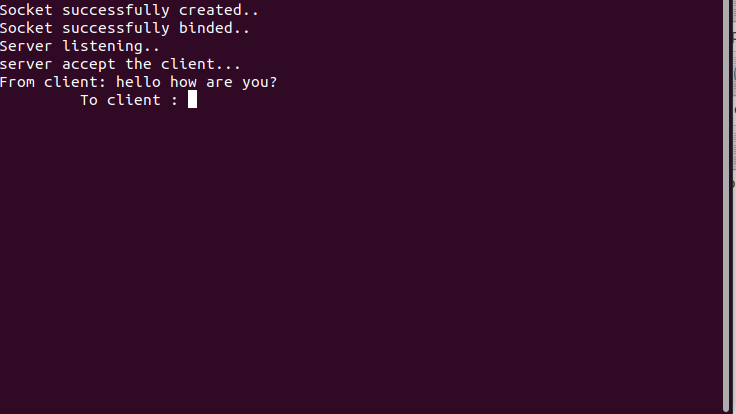 Socket successfully created..
Socket successfully binded..
Server listening..
server accept the client...
From client: hello how are you?
To client :